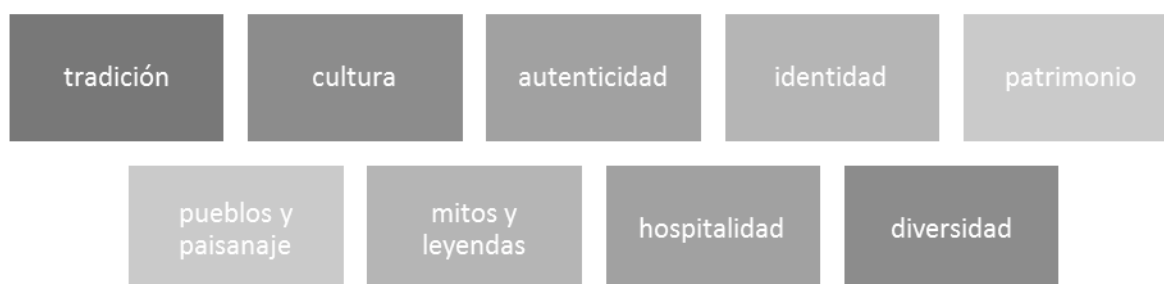 tradición
cultura
autenticidad
identidad
patrimonio
pueblos y
paisanaje
mitos y
leyendas
hospitalidad
diversidad